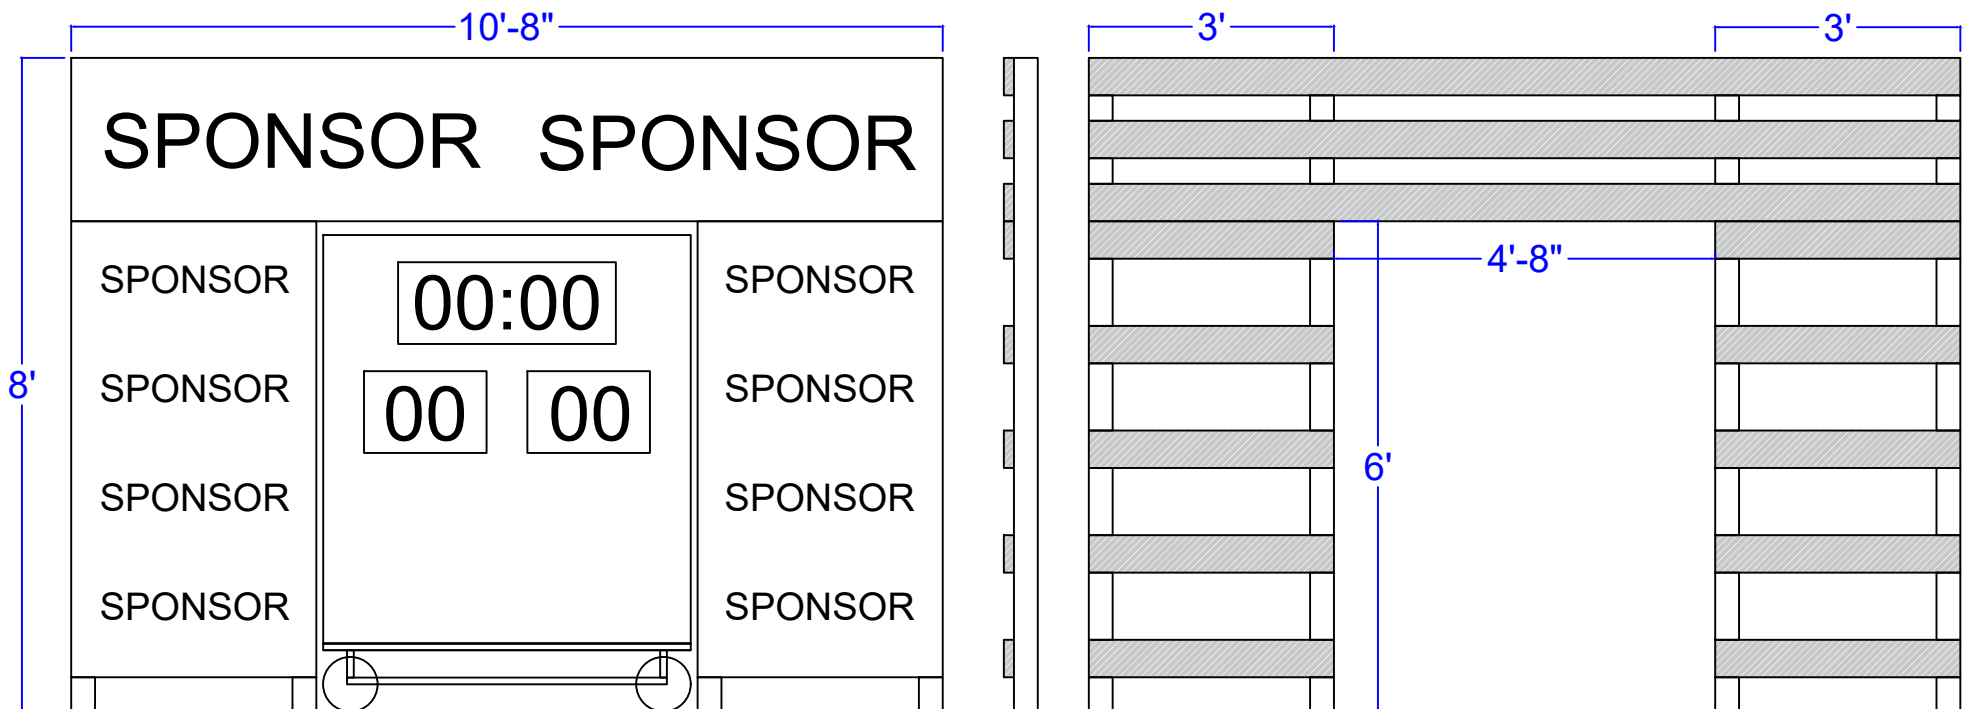 10'-8"
3'
3'
SPONSOR SPONSOR
SPONSOR
00:00
SPONSOR
4'-8"
8'
SPONSOR
00
00
SPONSOR
6'
SPONSOR
SPONSOR
SPONSOR
SPONSOR